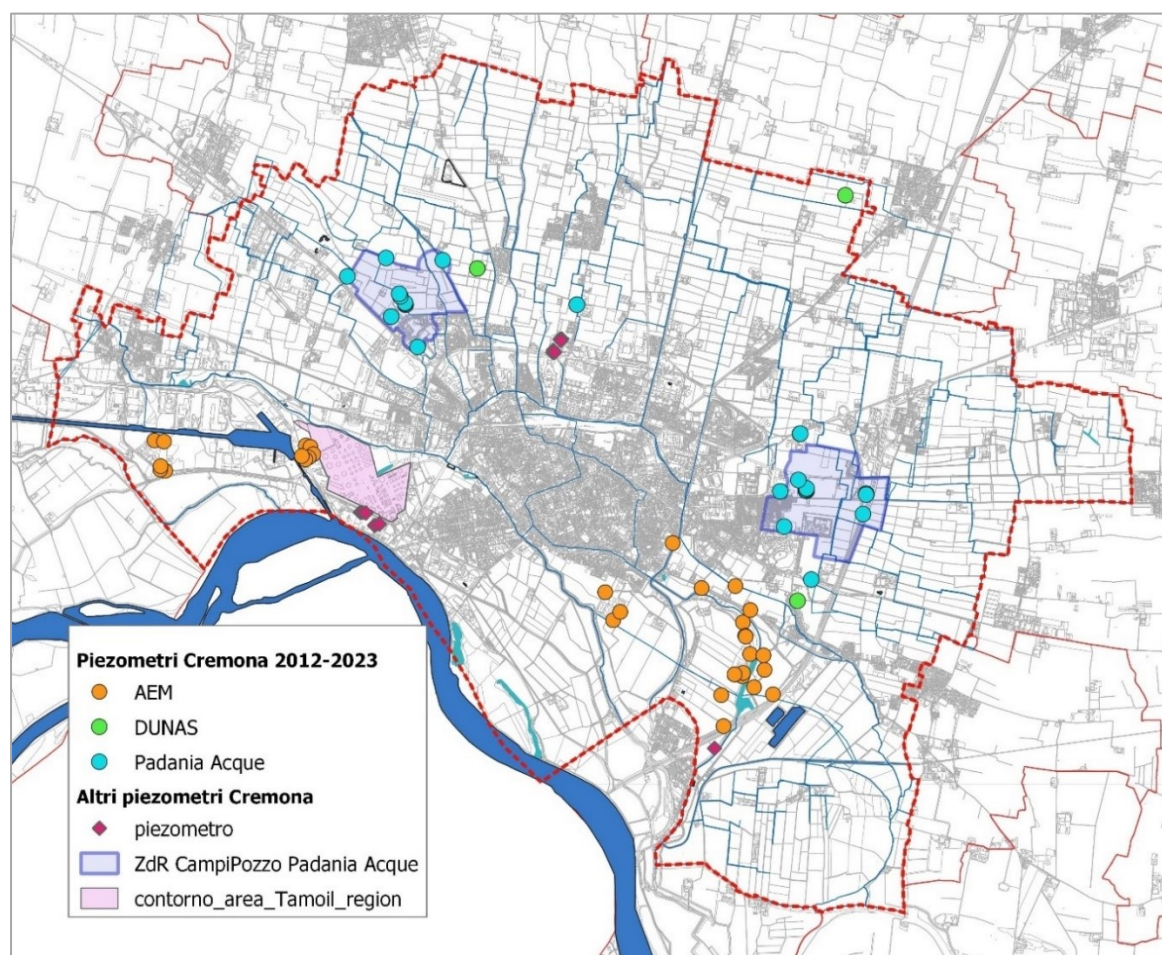 Piezometri Cremona 2012-2023
AEM
DUNAS
Padania Acque
Altri piezometri Cremona
piezometro
ZdR CampiPozzo Padania Acque
contorno_area_Tamoil_region